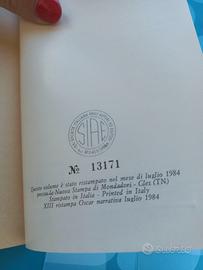 SIAE
Nº 13171
Questo volume è stato ristampato nel mese di luglio 1984
presso la Nuova Stampa di Mondadori - Cles (TN)
Stampato in Italia - Printed in Italy
XIII ristampa Oscar narrativa luglio 1984
subito